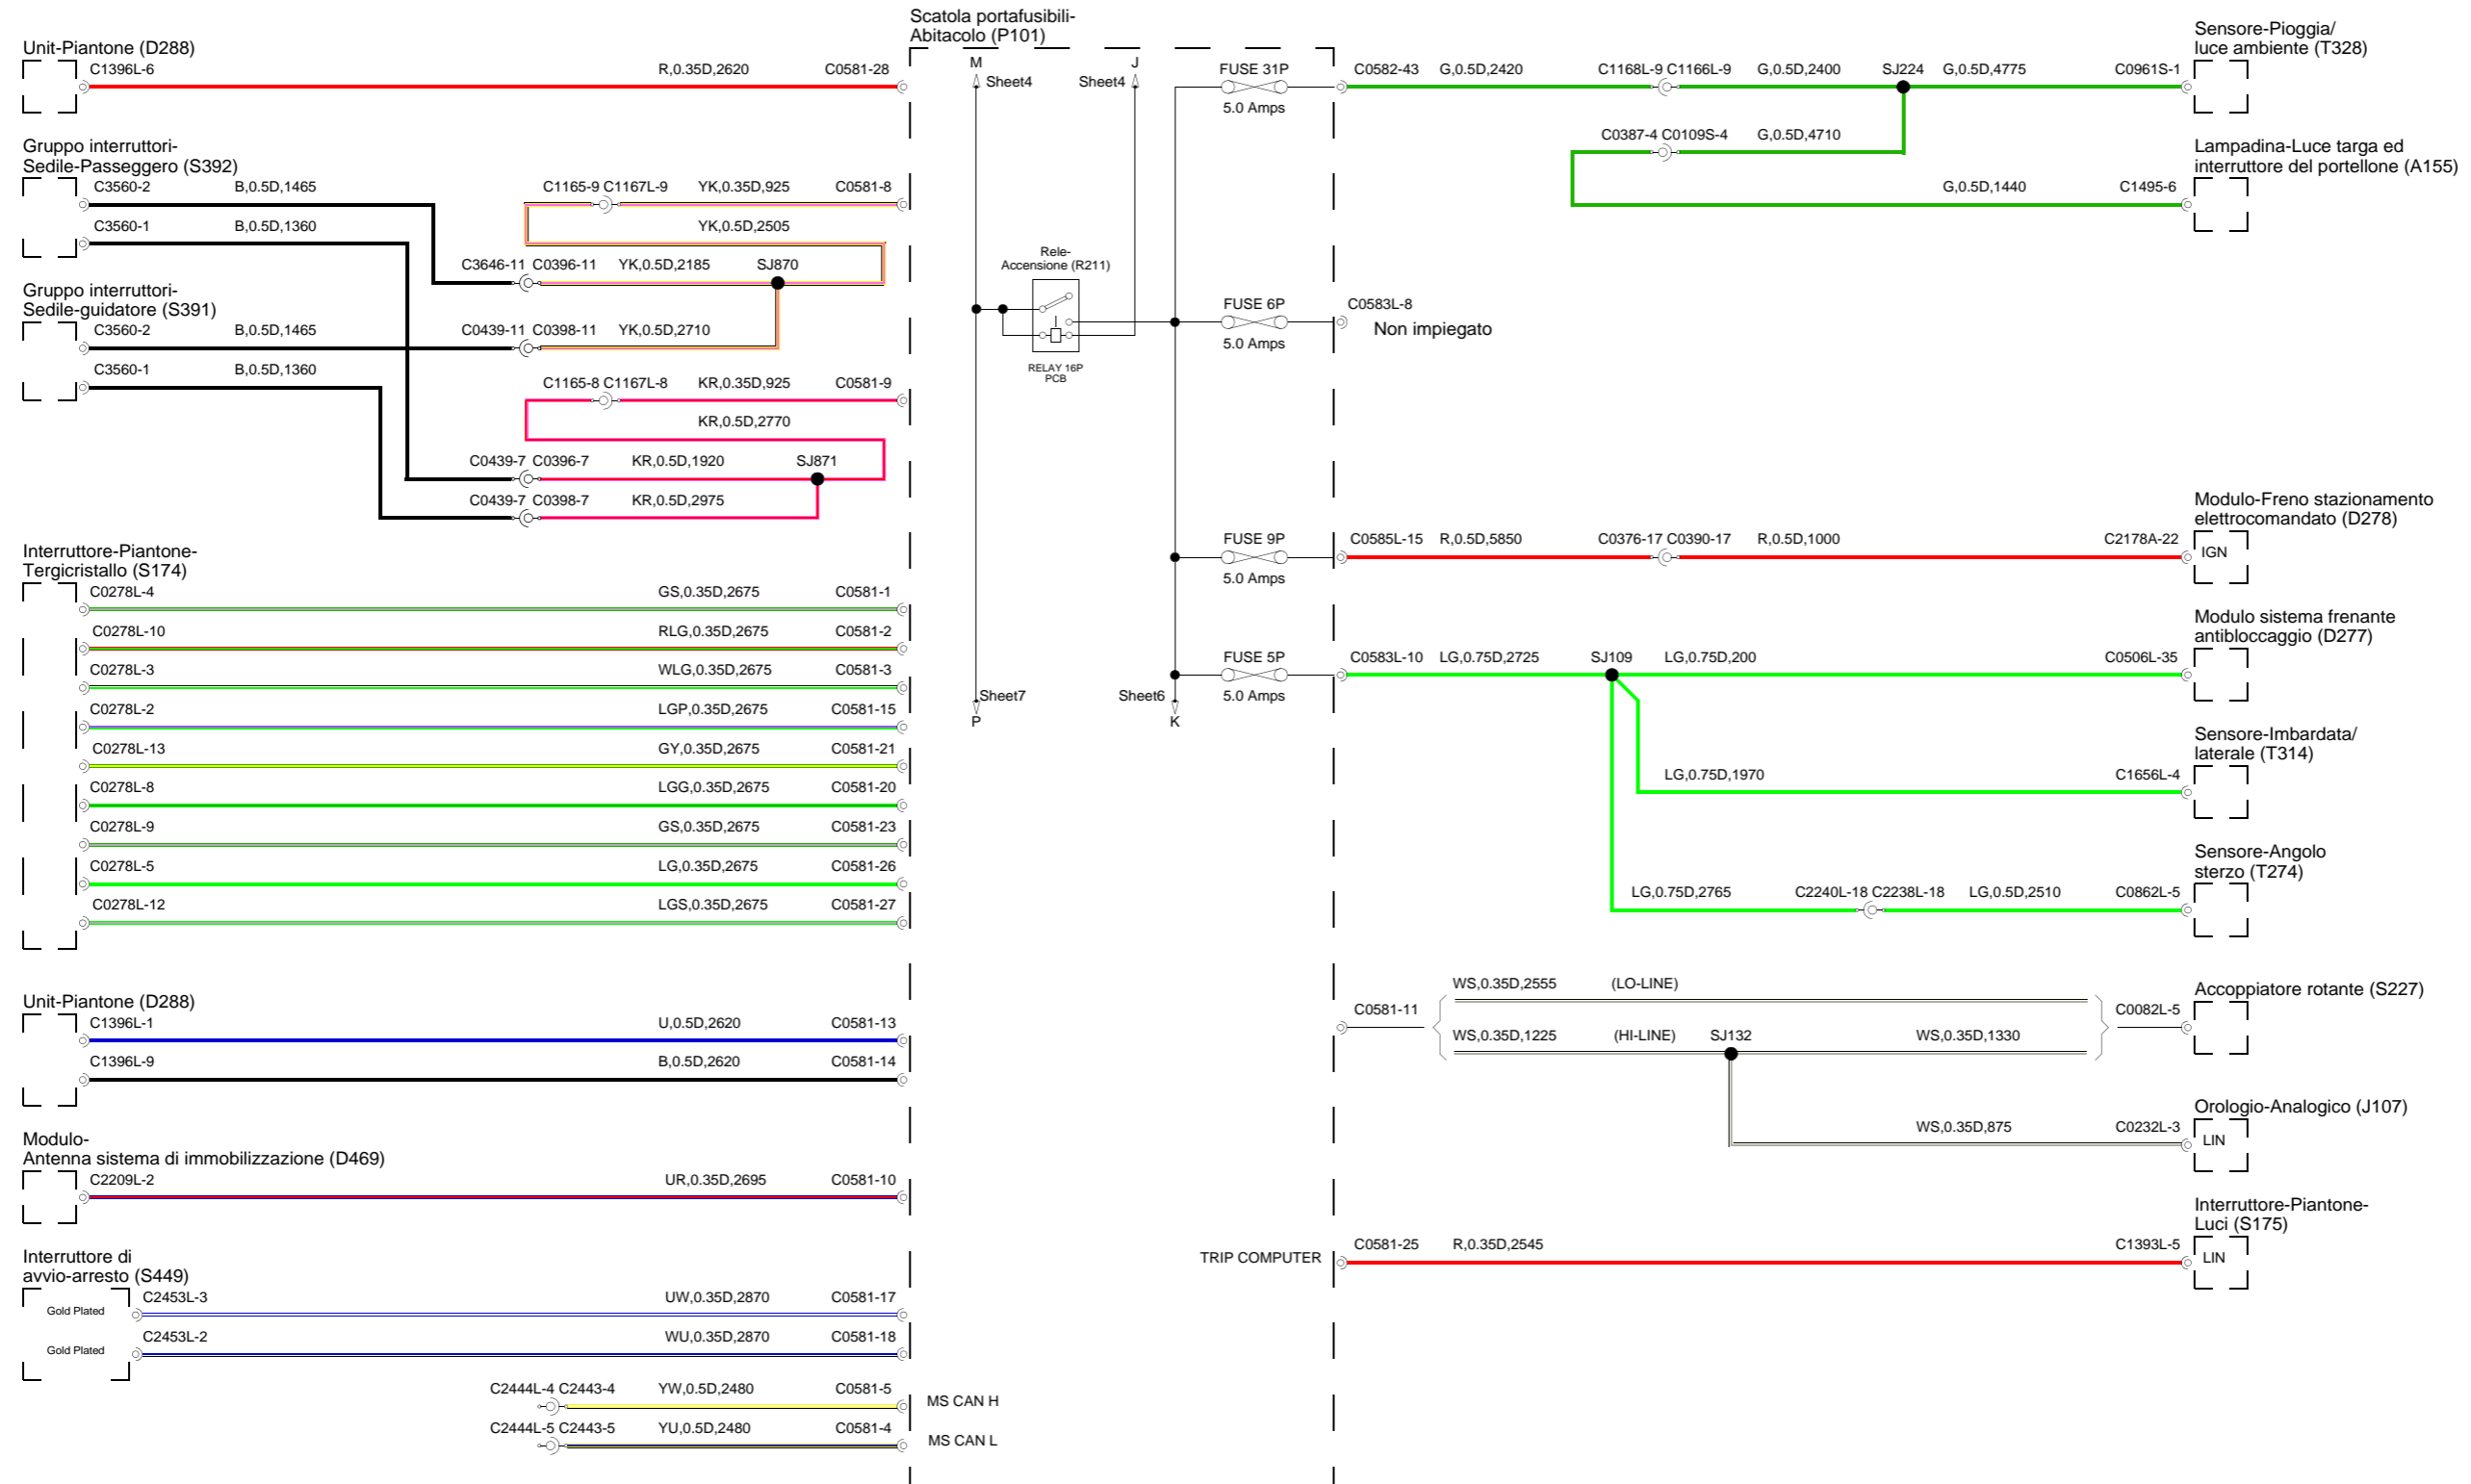 Scatola portafusibili-
Abitacolo (P101)
Unit-Piantone (D288)
C1396L-6 R,0.35D,2620 C0581-28
Gruppo interruttori-
Sedile-Passeggero (S392)
C3560-2 B,0.5D,1465
C3560-1 B,0.5D,1360
C1165-9 C1167L-9 YK,0.35D,925 C0581-8
YK,0.5D,2505
C3646-11 C0396-11 YK,0.5D,2185 SJ870
Gruppo interruttori-
Sedile-guidatore (S391)
C3560-2 B,0.5D,1465 C0439-11 C0398-11 YK,0.5D,2710
C3560-1 B,0.5D,1360
C1165-8 C1167L-8 KR,0.35D,925 C0581-9
KR,0.5D,2770
C0439-7 C0396-7 KR,0.5D,1920 SJ871
C0439-7 C0398-7 KR,0.5D,2975
Interruttore-Piantone-
Tergicristallo (S174)
C0278L-4 GS,0.35D,2675 C0581-1
C0278L-10 RLG,0.35D,2675 C0581-2
C0278L-3 WLG,0.35D,2675 C0581-3
C0278L-2 LGP,0.35D,2675 C0581-15
C0278L-13 GY,0.35D,2675 C0581-21
C0278L-8 LGG,0.35D,2675 C0581-20
C0278L-9 GS,0.35D,2675 C0581-23
C0278L-5 LG,0.35D,2675 C0581-26
C0278L-12 LGS,0.35D,2675 C0581-27
Unit-Piantone (D288)
C1396L-1 U,0.5D,2620 C0581-13
C1396L-9 B,0.5D,2620 C0581-14
Modulo-
Antenna sistema di immobilizzazione (D469)
C2209L-2 UR,0.35D,2695 C0581-10
Interruttore di
avvio-arresto (S449)
Gold Plated C2453L-3 UW,0.35D,2870 C0581-17
Gold Plated C2453L-2 WU,0.35D,2870 C0581-18
C2444L-4 C2443-4 YW,0.5D,2480 C0581-5 MS CAN H
C2444L-5 C2443-5 YU,0.5D,2480 C0581-4 MS CAN L
M J
Sheet4 Sheet4
Rele-
Accensione (R211)
RELAY 16P
PCB
Sheet7 Sheet6
P K
FUSE 31P
5.0 Amps
C0582-43 G,0.5D,2420 C1168L-9 C1166L-9 G,0.5D,2400 SJ224 G,0.5D,4775 C0961S-1
Sensore-Pioggia/
luce ambiente (T328)
C0387-4 C0109S-4 G,0.5D,4710
G,0.5D,1440 C1495-6
Lampadina-Luce targa ed
interruttore del portellone (A155)
FUSE 6P
5.0 Amps
C0583L-8
Non impiegato
FUSE 9P
5.0 Amps
C0585L-15 R,0.5D,5850 C0376-17 C0390-17 R,0.5D,1000 C2178A-22
Modulo-Freno stazionamento
elettrocomandato (D278)
IGN
FUSE 5P
5.0 Amps
C0583L-10 LG,0.75D,2725 SJ109 LG,0.75D,200 C0506L-35
Modulo sistema frenante
antibloccaggio (D277)
LG,0.75D,1970 C1656L-4
Sensore-Imbardata/
laterale (T314)
LG,0.75D,2765 C2240L-18 C2238L-18 LG,0.5D,2510 C0862L-5
Sensore-Angolo
sterzo (T274)
C0581-11 WS,0.35D,2555 (LO-LINE) C0082L-5
WS,0.35D,1225 (HI-LINE) SJ132 WS,0.35D,1330
Accoppiatore rotante (S227)
WS,0.35D,875 C0232L-3
Orologio-Analogico (J107)
LIN
TRIP COMPUTER C0581-25 R,0.35D,2545 C1393L-5
Interruttore-Piantone-
Luci (S175)
LIN